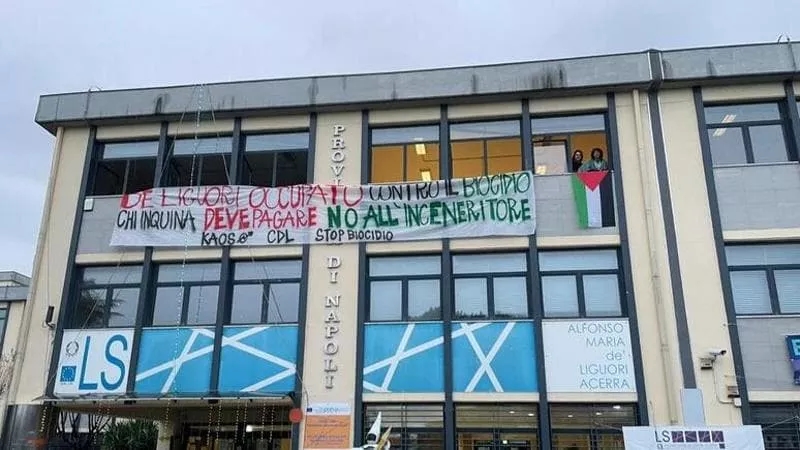 DE LIGUORI OCCUPATO CONTRO IL BIOCIDIO
CHI INQUINA DEVE PAGARE NO ALL'INCENERITORE
KAOS CDL STOP BIOCIDIO
PROVINCIA DI NAPOLI
LS
ALFONSO
MARIA
de'
LIGUORI
ACERRA
LS